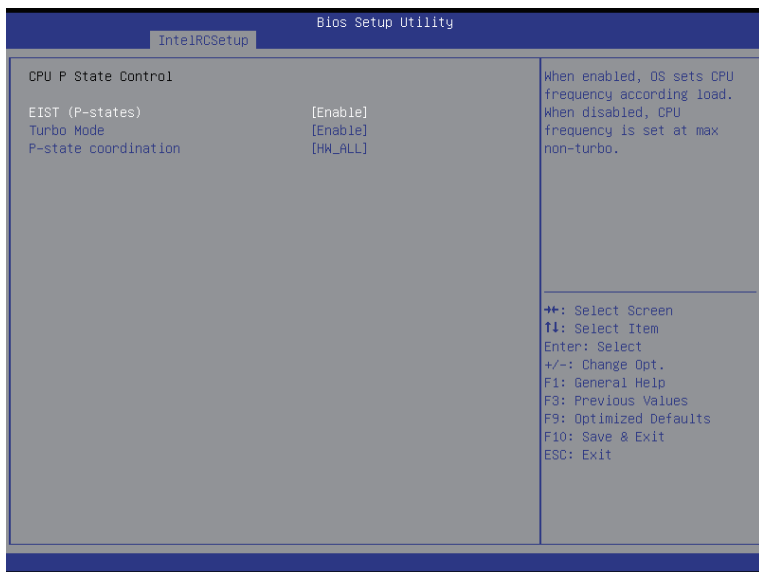 Bios Setup Utility
IntelRCSetup
CPU P State Control
EIST (P-states) [Enable]
Turbo Mode [Enable]
P-state coordination [HW_ALL]
When enabled, OS sets CPU
frequency according load.
When disabled, CPU
frequency is set at max
non-turbo.
→←: Select Screen
↑↓: Select Item
Enter: Select
+/-: Change Opt.
F1: General Help
F3: Previous Values
F9: Optimized Defaults
F10: Save & Exit
ESC: Exit